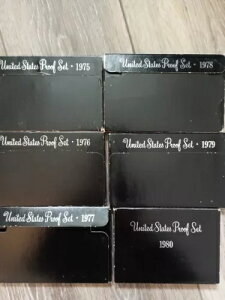 United States Proof Set · 1975
United States Proof Set · 1978
United States Proof Set · 1976
United States Proof Set · 1979
United States Proof Set · 1977
United States Proof Set
1980